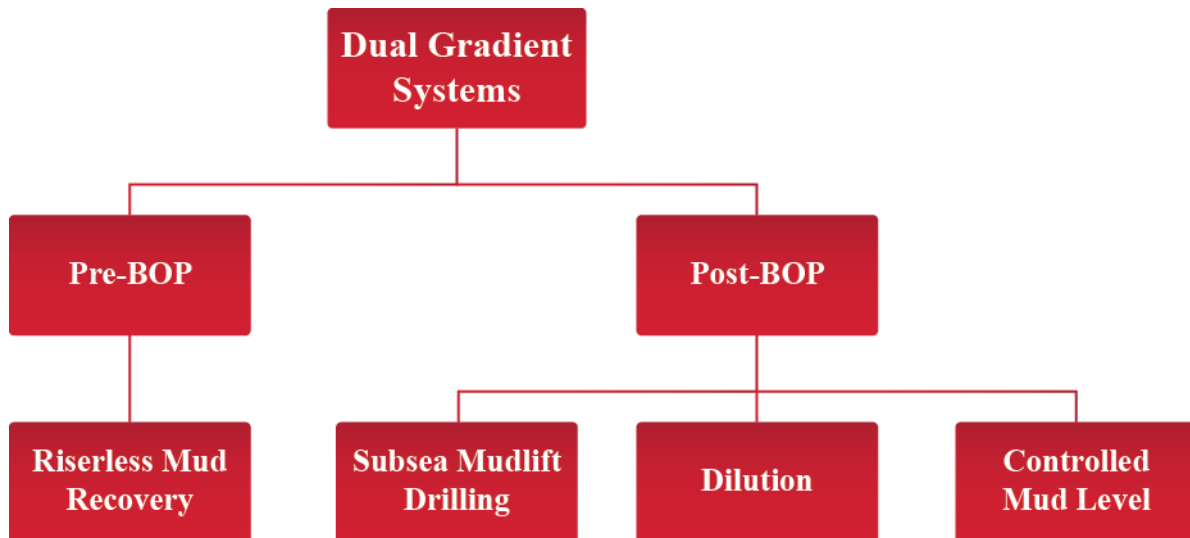 Dual Gradient
Systems
Pre-BOP
Post-BOP
Riserless Mud
Recovery
Subsea Mudlift
Drilling
Dilution
Controlled
Mud Level